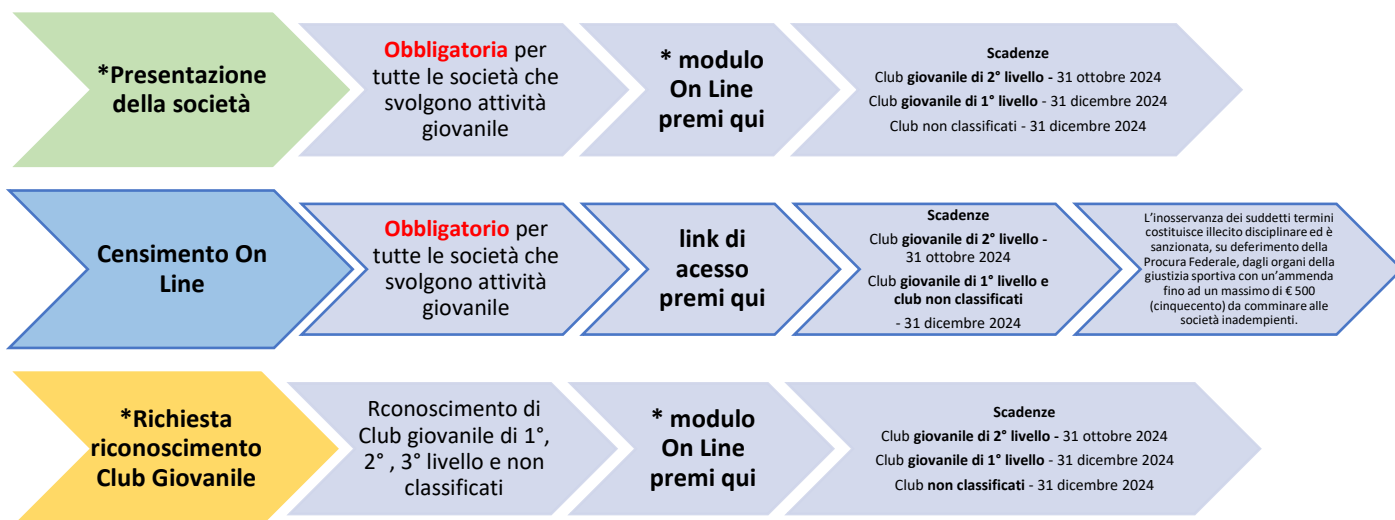 *Presentazione
della società
Obbligatoria per
tutte le società che
svolgono attività
giovanile
* modulo
On Line
premi qui
Scadenze
Club giovanile di 2° livello - 31 ottobre 2024
Club giovanile di 1° livello - 31 dicembre 2024
Club non classificati - 31 dicembre 2024
Censimento On
Line
Obbligatorio per
tutte le società che
svolgono attività
giovanile
link di
acesso
premi qui
Scadenze
Club giovanile di 2° livello -
31 ottobre 2024
Club giovanile di 1° livello e
club non classificati
- 31 dicembre 2024
L'inosservanza dei suddetti termini
costituisce illecito disciplinare ed è
sanzionata, su deferimento della
Procura Federale, dagli organi della
giustizia sportiva con un'ammenda
fino ad un massimo di € 500
(cinquecento) da comminare alle
società inadempienti.
*Richiesta
riconoscimento
Club Giovanile
Rconoscimento di
Club giovanile di 1°,
2° , 3° livello e non
classificati
* modulo
On Line
premi qui
Scadenze
Club giovanile di 2° livello - 31 ottobre 2024
Club giovanile di 1° livello - 31 dicembre 2024
Club non classificati - 31 dicembre 2024